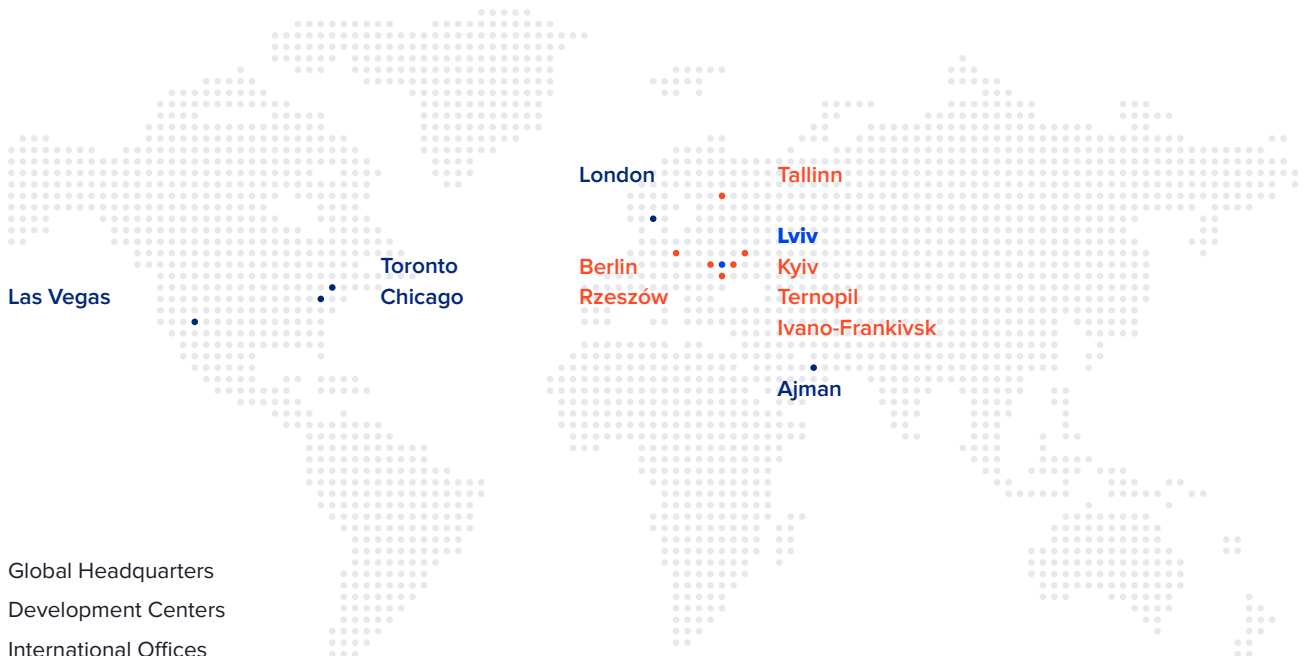 London
Tallinn
Lviv
Toronto
Berlin
Kyiv
Las Vegas
Chicago
Rzeszów
Ternopil
Ivano-Frankivsk
Ajman
Global Headquarters
Development Centers
International Offices